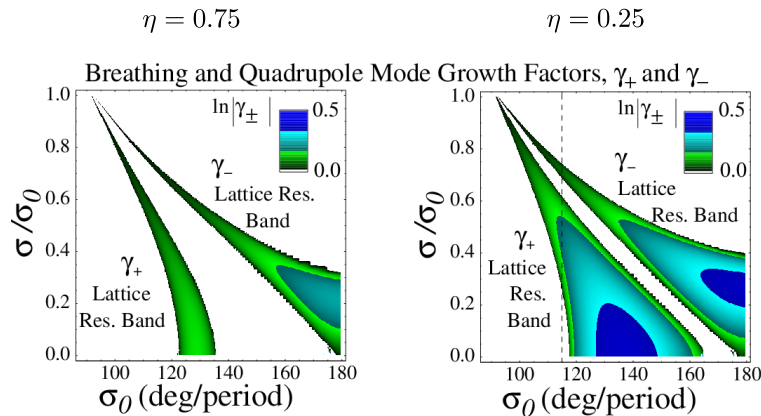 η = 0.75
η = 0.25
Breathing and Quadrupole Mode Growth Factors, γ₊ and γ₋
σ/σ₀
1.0
0.8
0.6
0.4
0.2
0.0
ln|γ± |
0.5
0.0
γ₋
Lattice Res.
Band
γ₊
Lattice
Res. Band
100
120
140
160
180
σ₀ (deg/period)
σ/σ₀
1.0
0.8
0.6
0.4
0.2
0.0
ln|γ± |
0.5
0.0
γ₋
Lattice
Res. Band
γ₊
Lattice
Res.
Band
100
120
140
160
180
σ₀ (deg/period)